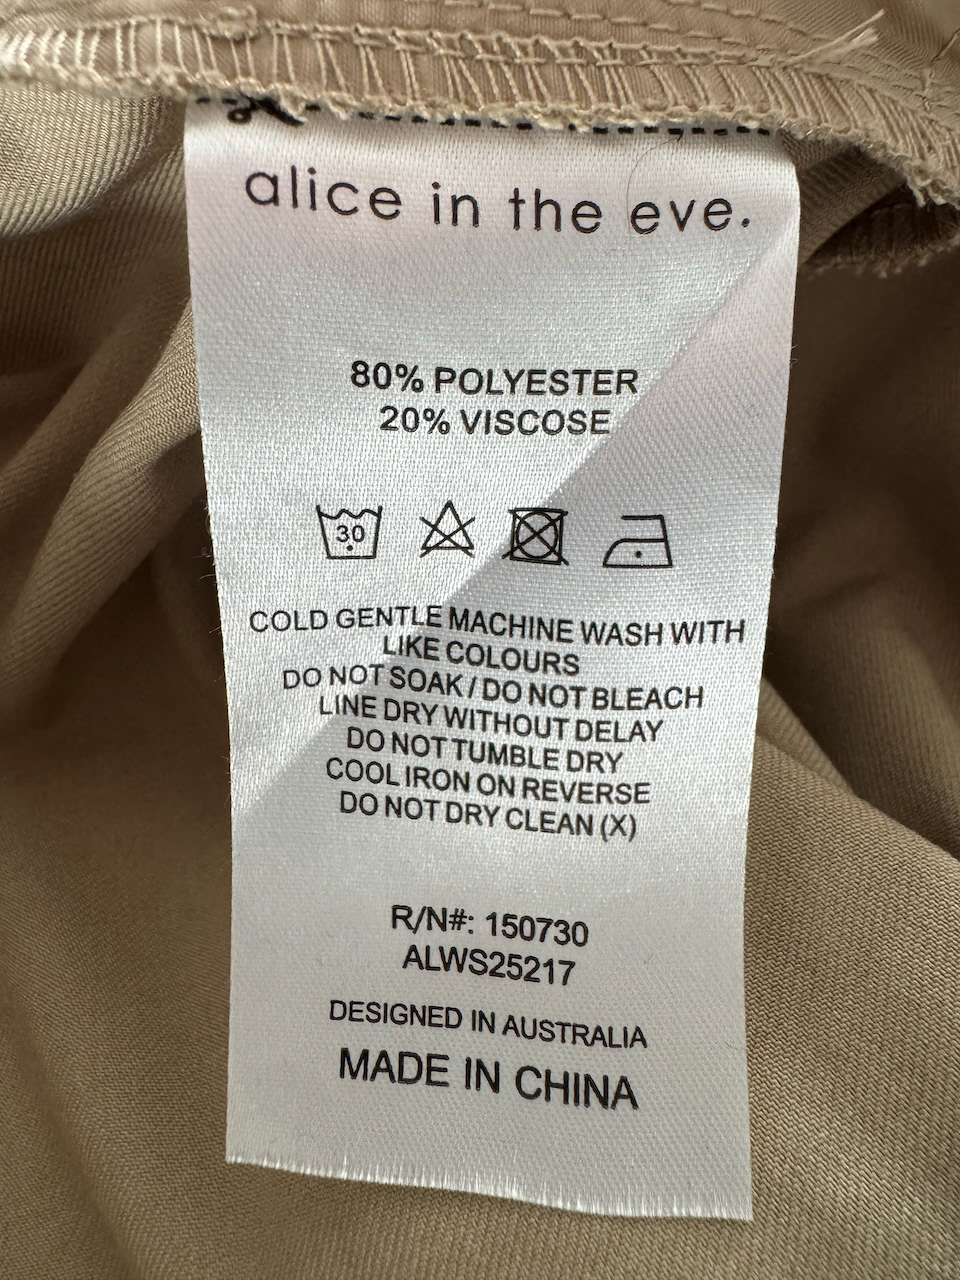 alice in the eve.
80% POLYESTER
20% VISCOSE
30
COLD GENTLE MACHINE WASH WITH
LIKE COLOURS
DO NOT SOAK / DO NOT BLEACH
LINE DRY WITHOUT DELAY
DO NOT TUMBLE DRY
COOL IRON ON REVERSE
DO NOT DRY CLEAN (X)
R/N#: 150730
ALWS25217
DESIGNED IN AUSTRALIA
MADE IN CHINA